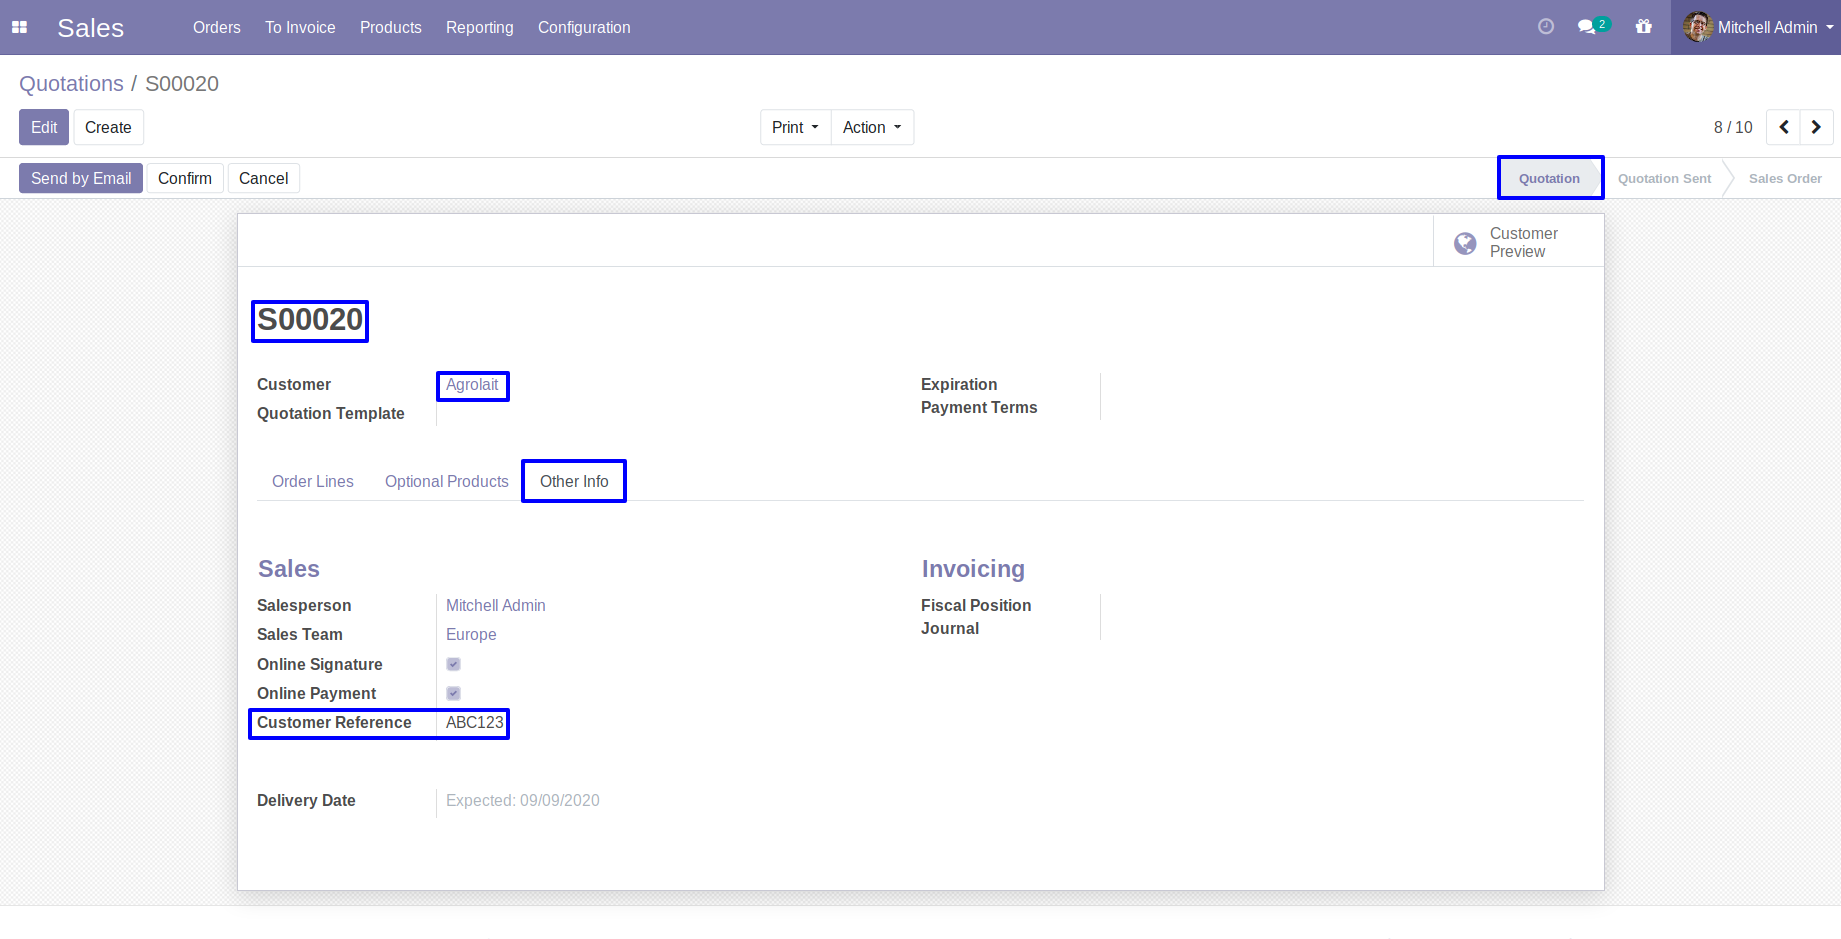 Sales Orders To Invoice Products Reporting Configuration 2 Mitchell Admin
Quotations / S00020
Edit Create Print Action 8 / 10
Send by Email Confirm Cancel Quotation Quotation Sent Sales Order
Customer
Preview
S00020
Customer Agrolait Expiration
Quotation Template Payment Terms
Order Lines Optional Products Other Info
Sales Invoicing
Salesperson Mitchell Admin Fiscal Position
Sales Team Europe Journal
Online Signature
Online Payment
Customer Reference ABC123
Delivery Date Expected: 09/09/2020